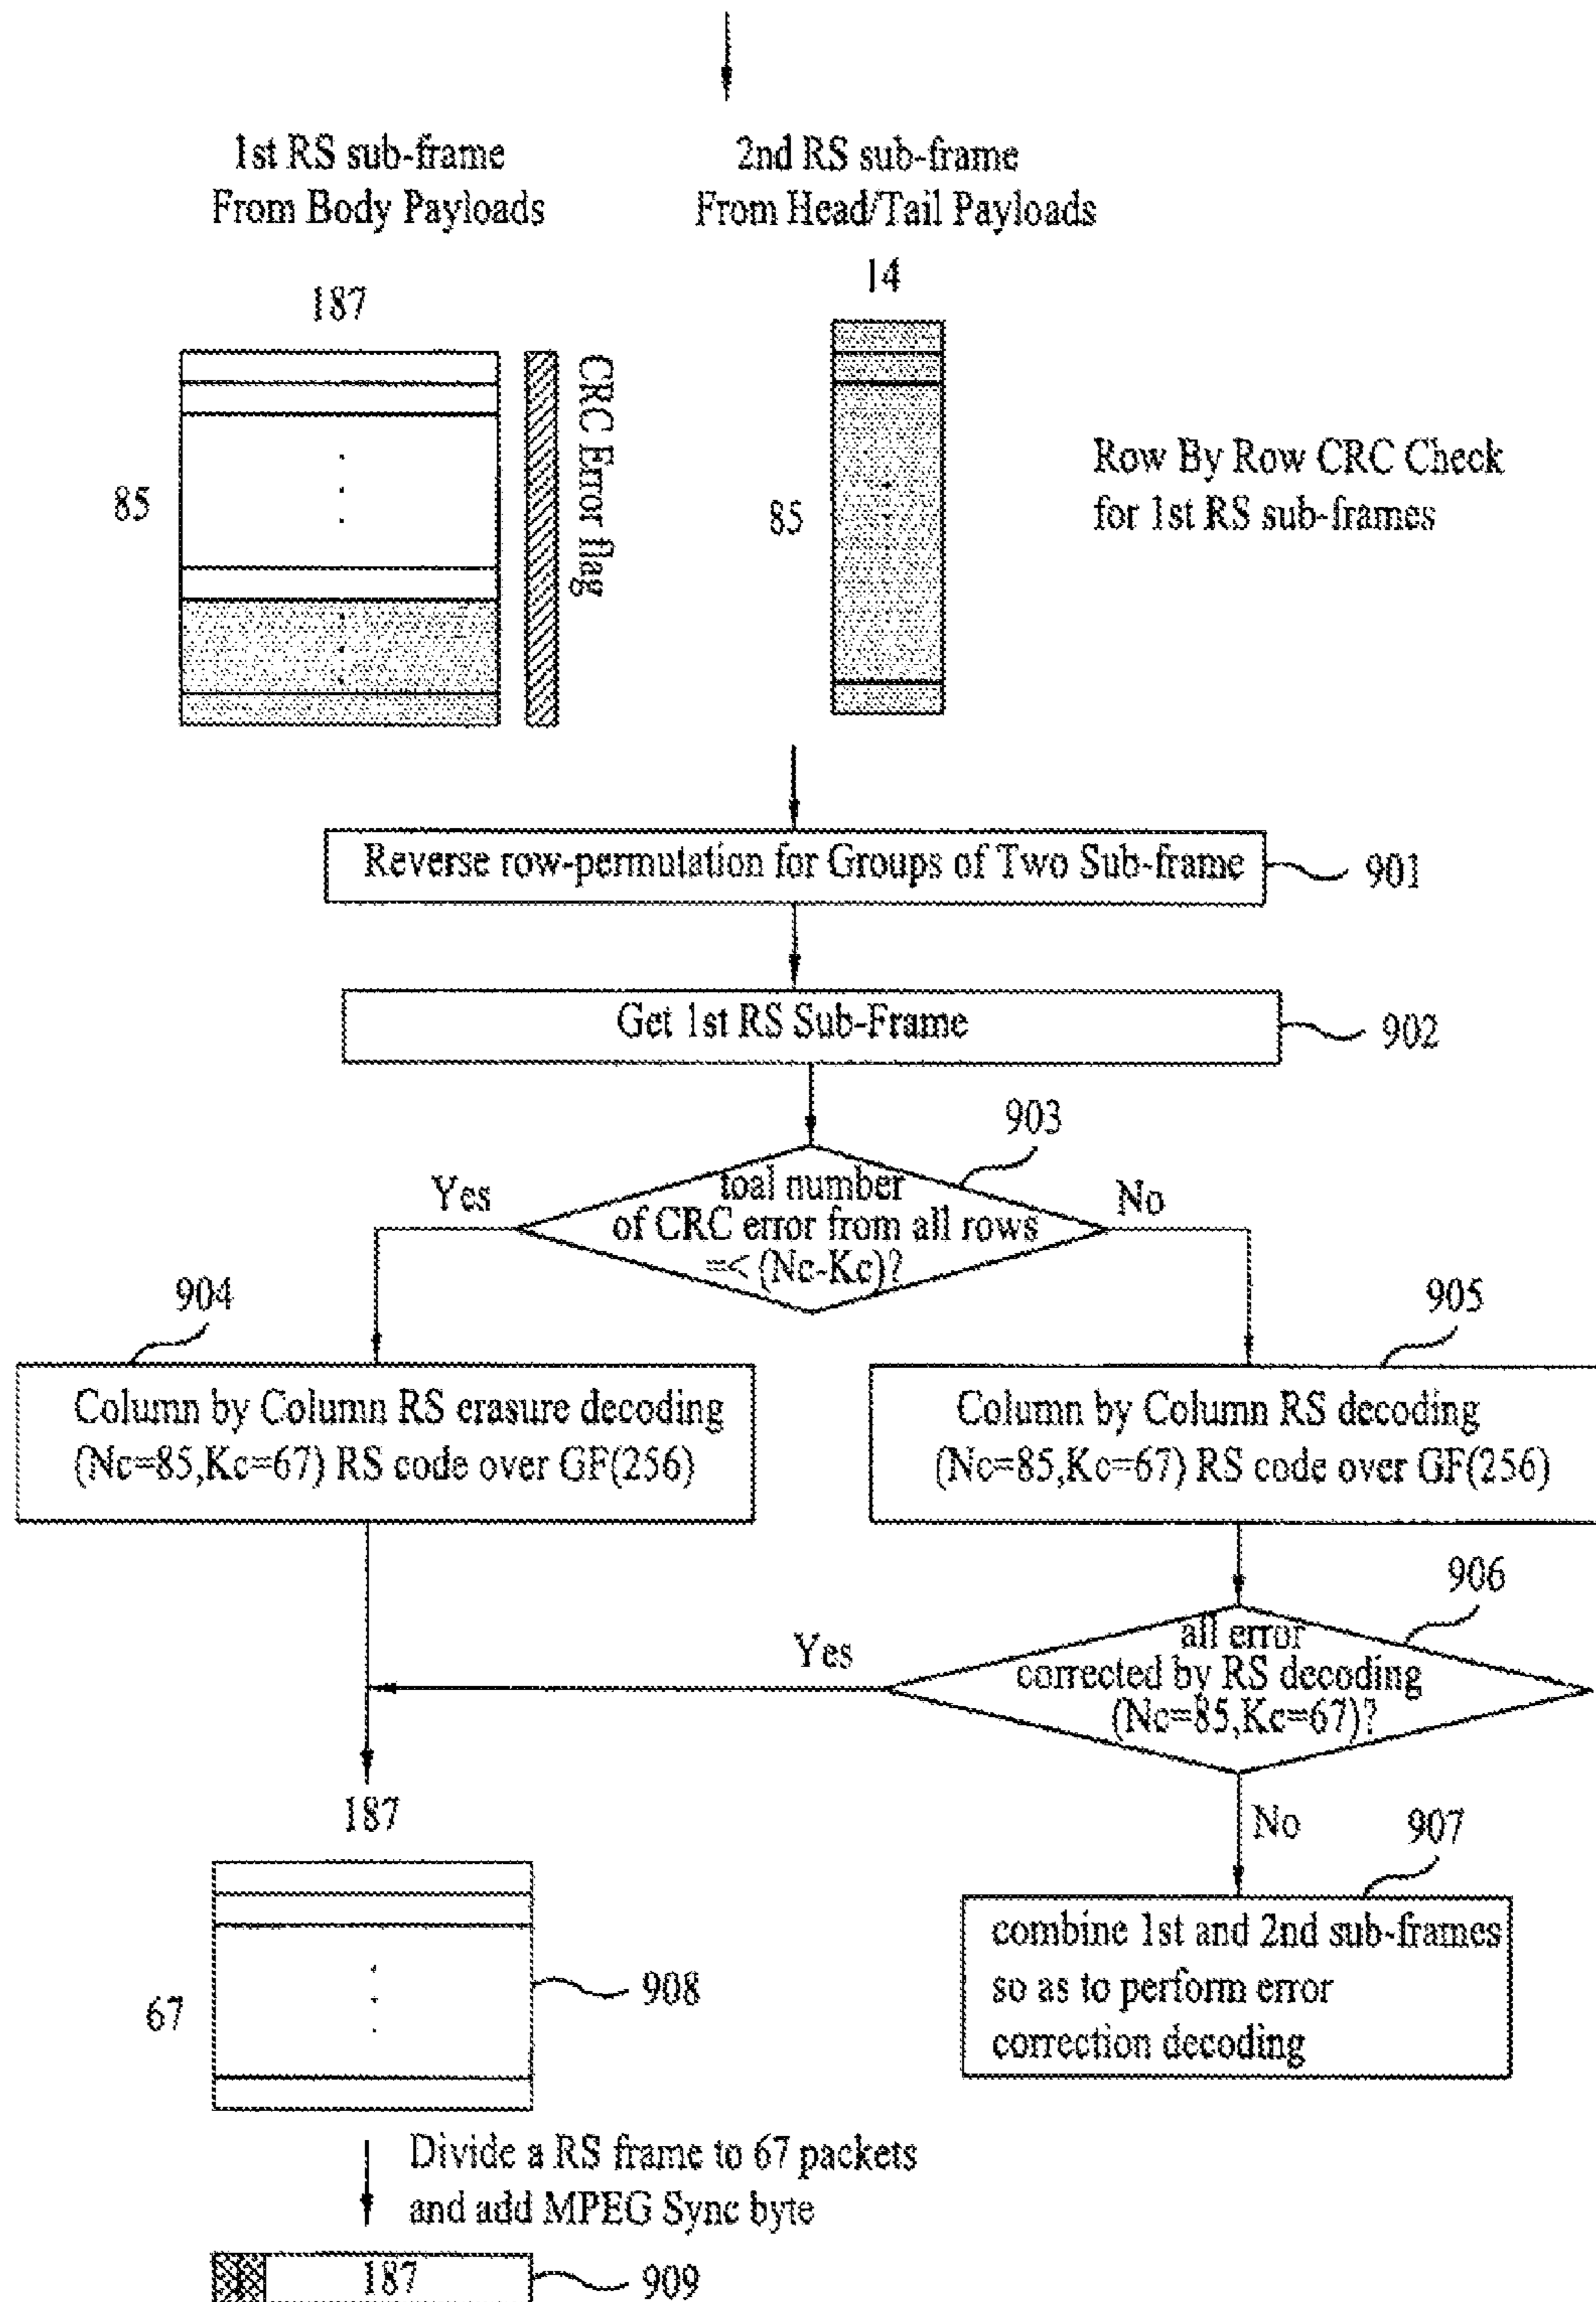 1st RS sub-frame
From Body Payloads
2nd RS sub-frame
From Head/Tail Payloads
187
14
85
CRC Error flag
85
Row By Row CRC Check
for 1st RS sub-frames
Reverse row-permutation for Groups of Two Sub-frame
901
Get 1st RS Sub-Frame
902
903
Yes
toal number
of CRC error from all rows
=< (Nc-Kc)?
No
904
Column by Column RS erasure decoding
(Nc=85,Kc=67) RS code over GF(256)
905
Column by Column RS decoding
(Nc=85,Kc=67) RS code over GF(256)
906
Yes
all error
corrected by RS decoding
(Nc=85,Kc=67)?
No
907
combine 1st and 2nd sub-frames
so as to perform error
correction decoding
187
67
908
Divide a RS frame to 67 packets
and add MPEG Sync byte
187
909